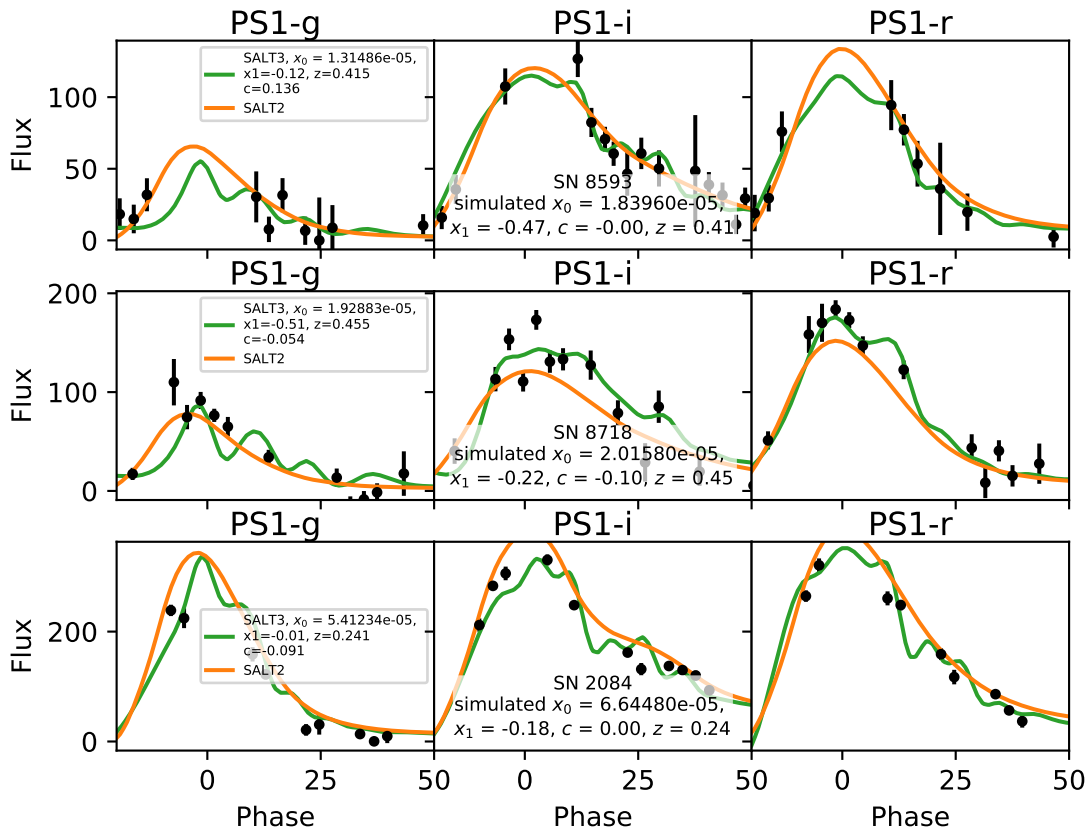 PS1-g PS1-i PS1-r
Flux
100
50
0
SALT3, x₀ = 1.31486e-05,
x1=-0.12, z=0.415
c=0.136
SALT2
SN 8593
simulated x₀ = 1.83960e-05,
x₁ = -0.47, c = -0.00, z = 0.41
PS1-g PS1-i PS1-r
Flux
200
100
0
SALT3, x₀ = 1.92883e-05,
x1=-0.51, z=0.455
c=-0.054
SALT2
SN 8718
simulated x₀ = 2.01580e-05,
x₁ = -0.22, c = -0.10, z = 0.45
PS1-g PS1-i PS1-r
Flux
200
0
SALT3, x₀ = 5.41234e-05,
x1=-0.01, z=0.241
c=-0.091
SALT2
SN 2084
simulated x₀ = 6.64480e-05,
x₁ = -0.18, c = 0.00, z = 0.24
0 25 50 0 25 50 0 25 50
Phase Phase Phase